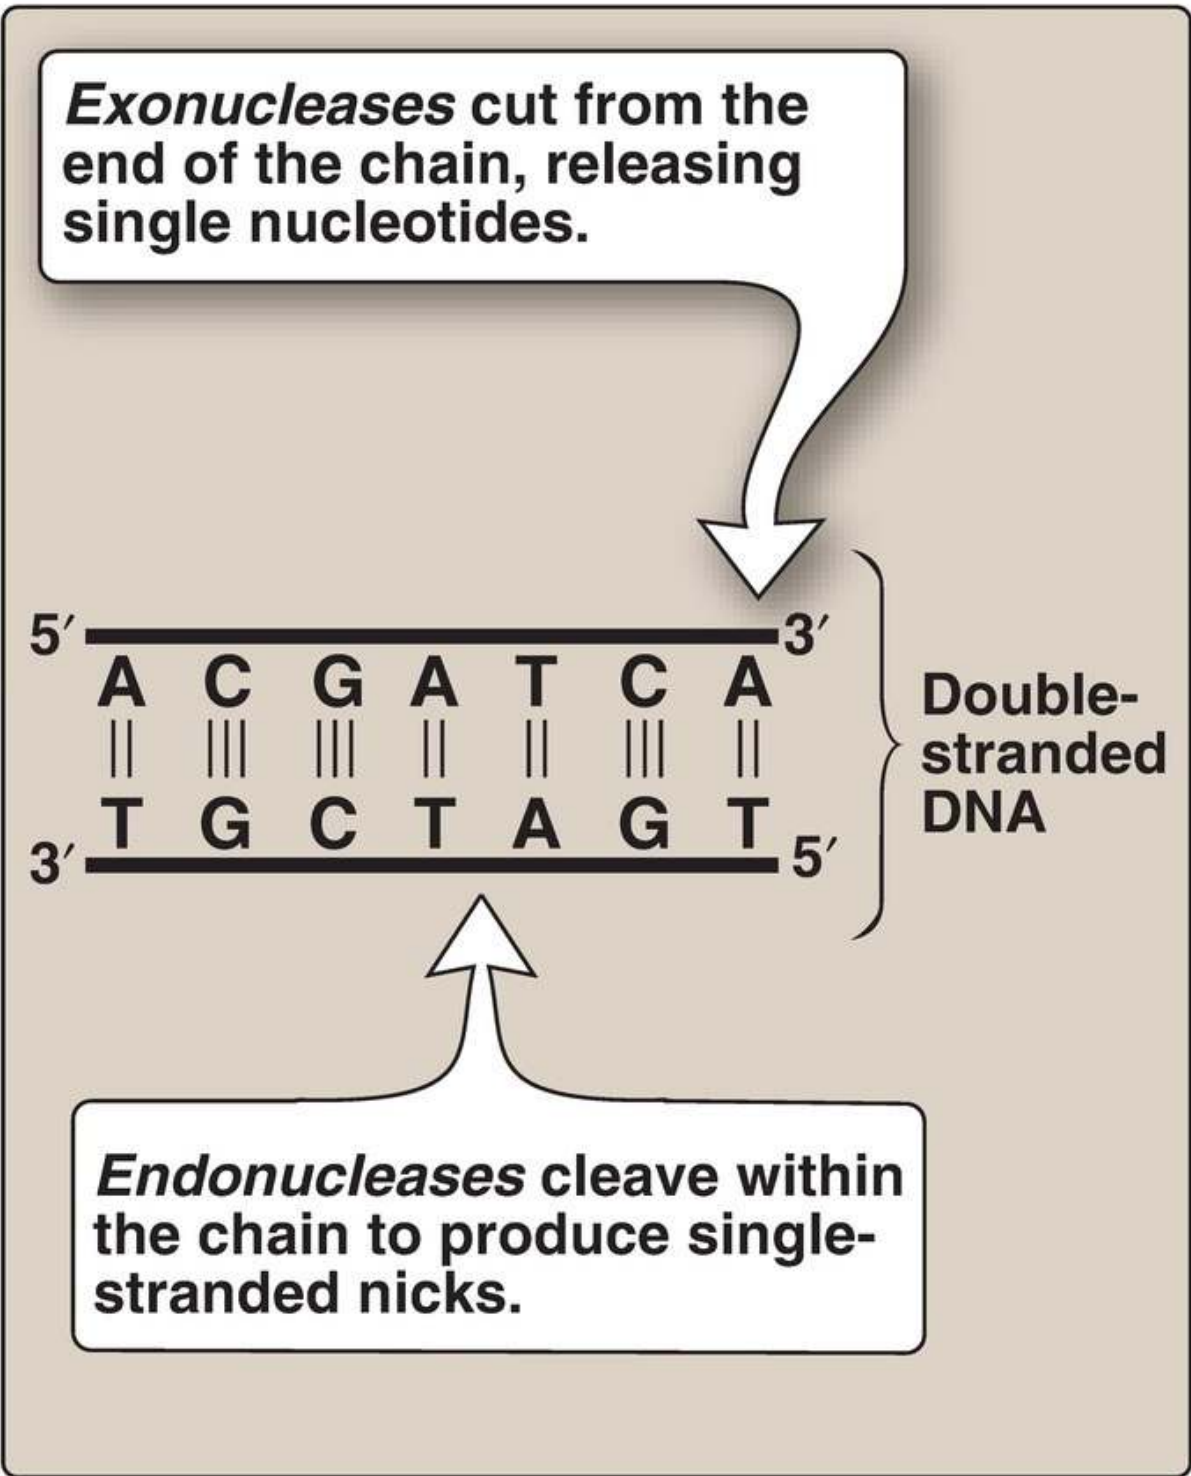 Exonucleases cut from the
end of the chain, releasing
single nucleotides.
5′ 3′
A C G A T C A
T G C T A G T
3′ 5′
Double-
stranded
DNA
Endonucleases cleave within
the chain to produce single-
stranded nicks.